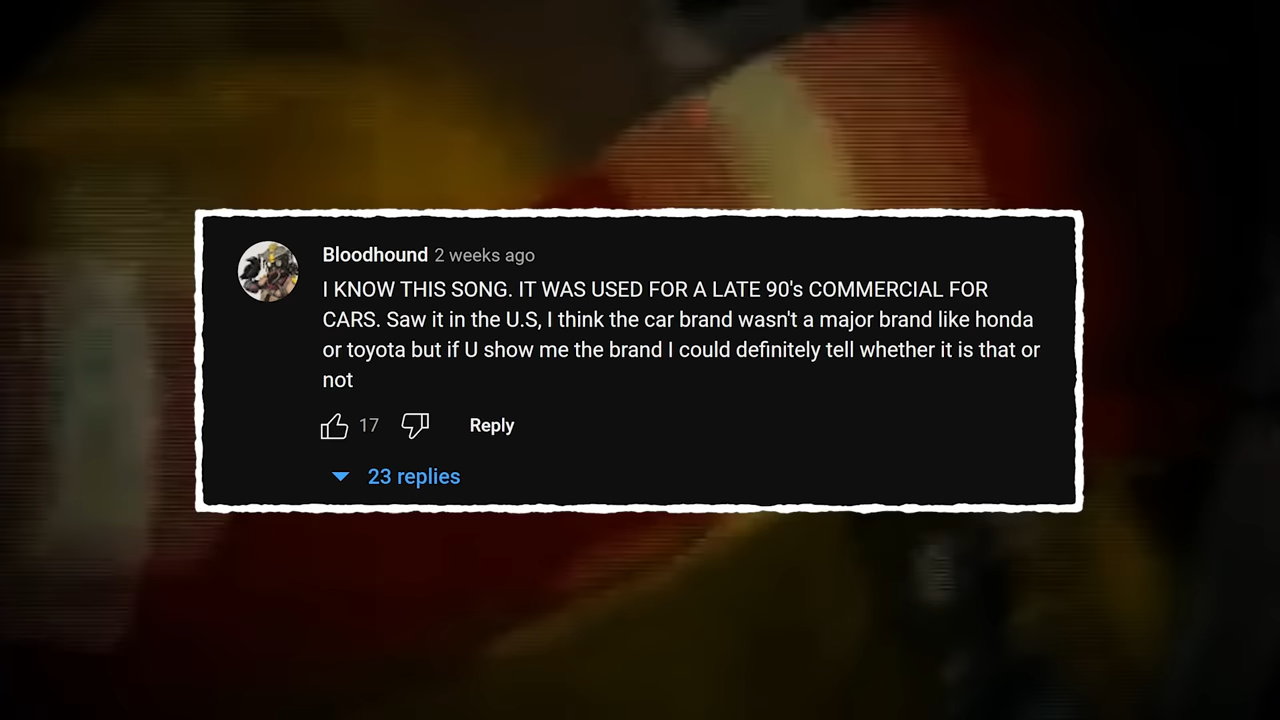 Bloodhound 2 weeks ago
I KNOW THIS SONG. IT WAS USED FOR A LATE 90's COMMERCIAL FOR
CARS. Saw it in the U.S, I think the car brand wasn't a major brand like honda
or toyota but if U show me the brand I could definitely tell whether it is that or
not
17 Reply
23 replies